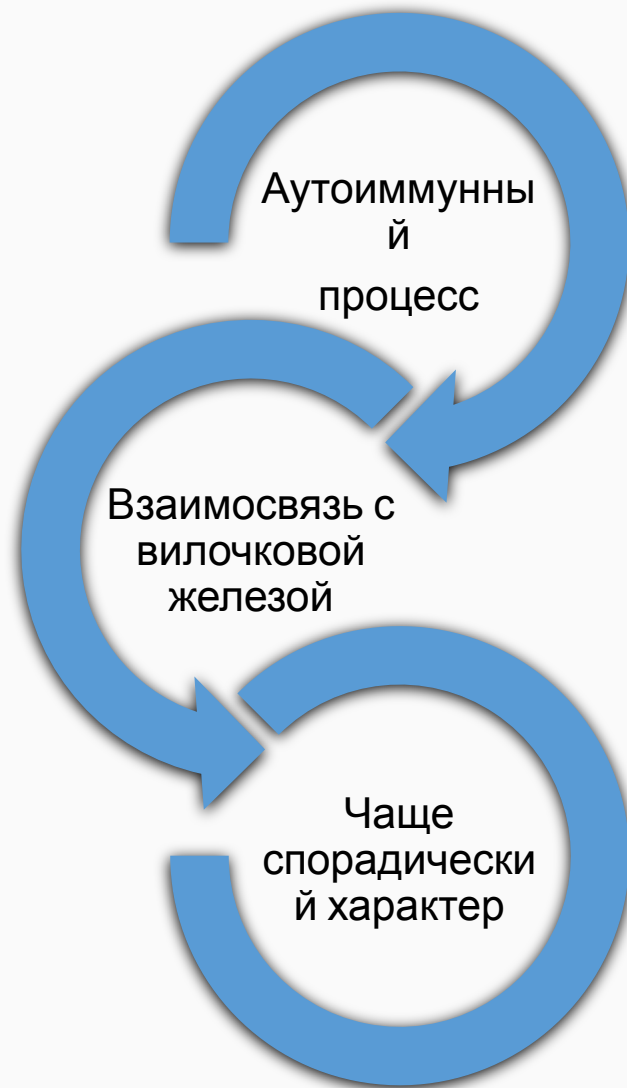 Аутоиммунны
й
процесс
Взаимосвязь с
вилочковой
железой
Чаще
спорадически
й характер